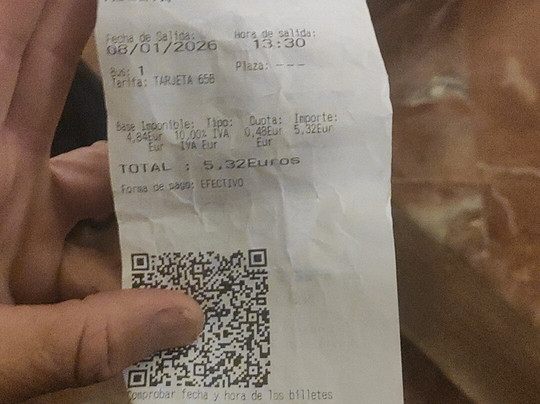 Fecha de Salida: Hora de salida:
08/01/2026 13:30
Bus: 1 Plaza: ---
Tarifa: TARJETA 65B
Base Imponible: Tipo: Cuota: Importe:
4,84Eur 10,00% IVA 0,48Eur 5,32Eur
Eur IVA Eur Eur
TOTAL : 5,32Euros
Forma de pago: EFECTIVO
Comprobar fecha y hora de los billetes